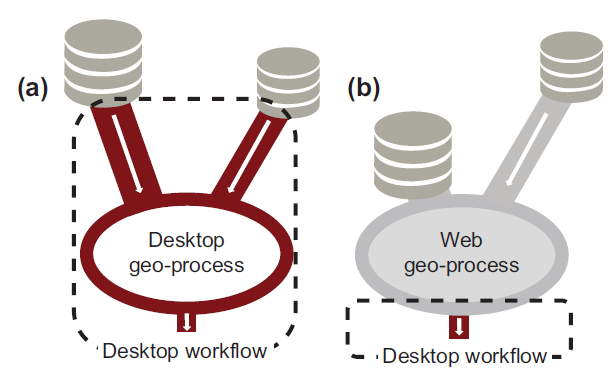 (a)
Desktop
geo-process
Desktop workflow
(b)
Web
geo-process
Desktop workflow